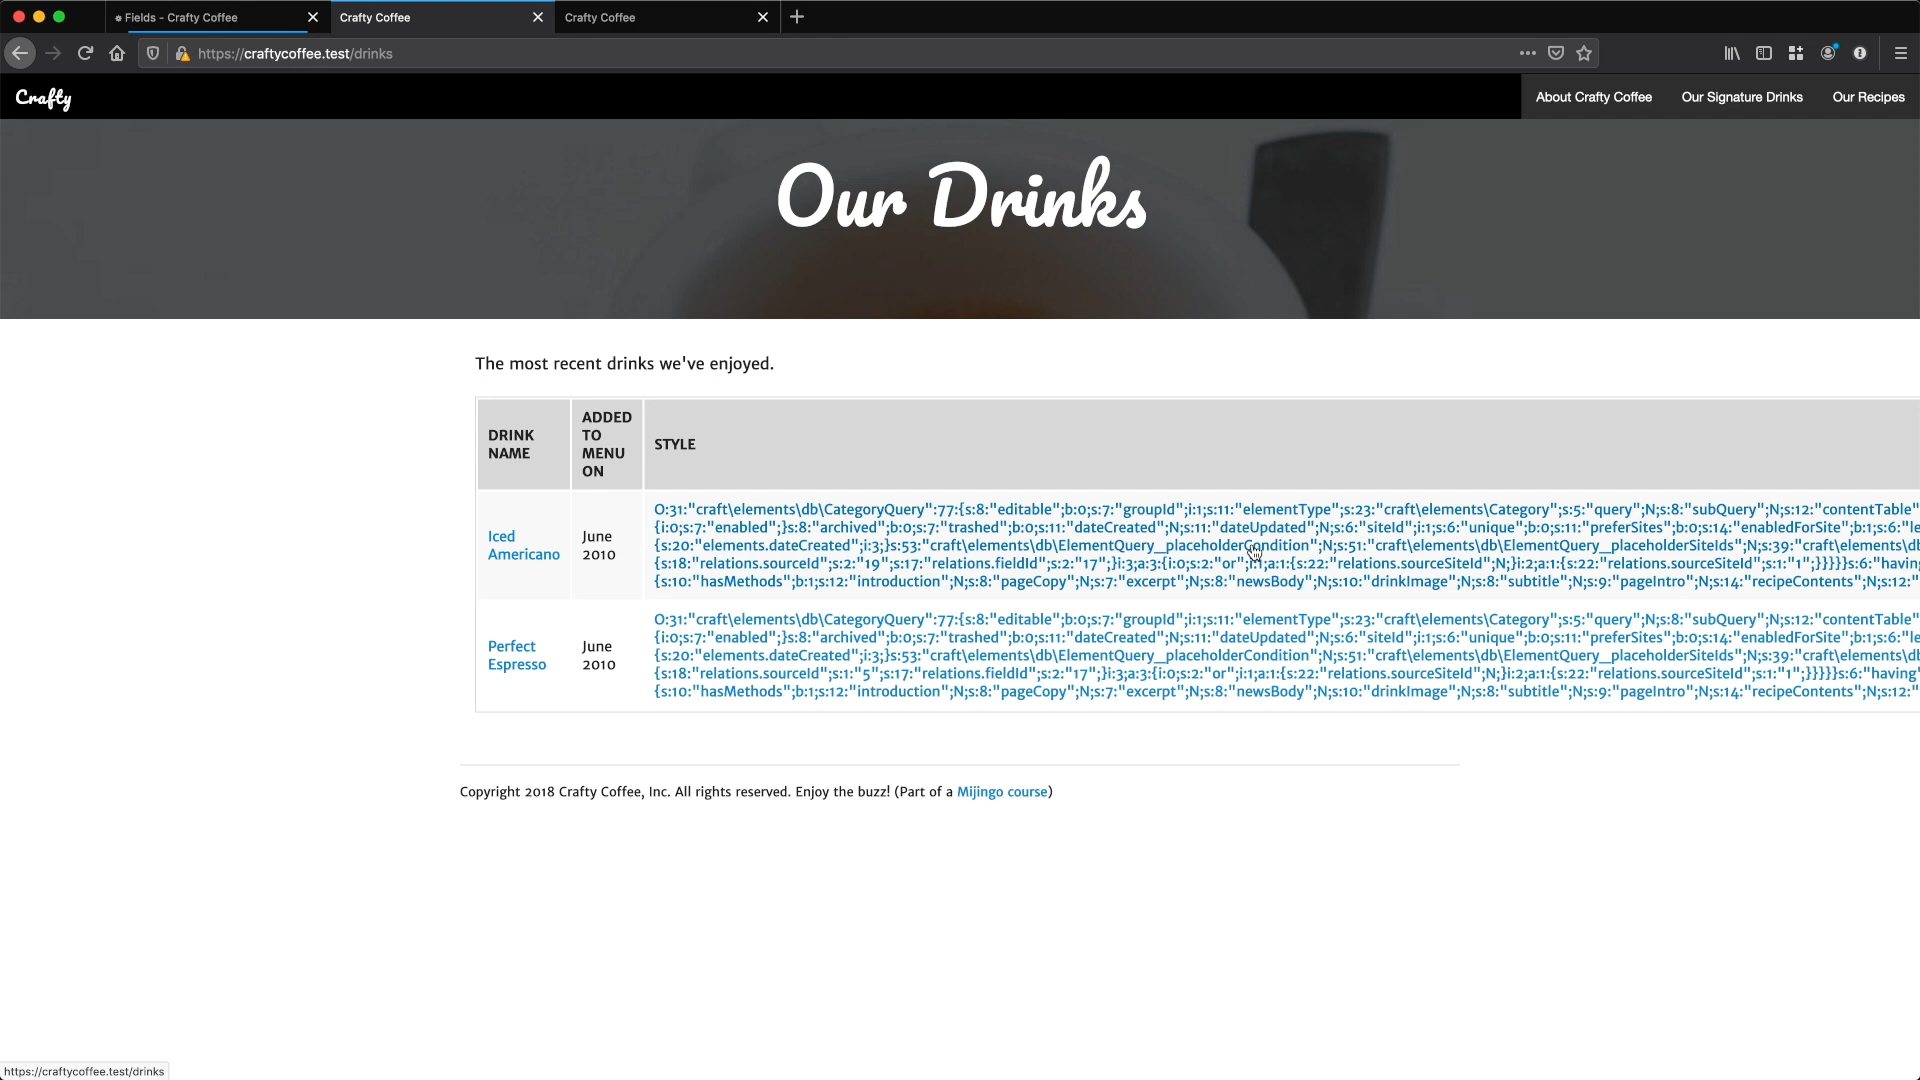 Fields - Crafty Coffee
Crafty Coffee
Crafty Coffee
https://craftycoffee.test/drinks
Crafty
About Crafty Coffee
Our Signature Drinks
Our Recipes
Our Drinks
The most recent drinks we've enjoyed.
DRINK
NAME
ADDED
TO
MENU
ON
STYLE
Iced
Americano
June
2010
O:31:"craft\elements\db\CategoryQuery":77:{s:8:"editable";b:0;s:7:"groupId";i:1;s:11:"elementType";s:23:"craft\elements\Category";s:5:"query";N;s:8:"subQuery";N;s:12:"contentTable"
{i:0;s:7:"enabled";}s:8:"archived";b:0;s:7:"trashed";b:0;s:11:"dateCreated";N;s:11:"dateUpdated";N;s:6:"siteId";i:1;s:6:"unique";b:0;s:11:"preferSites";b:0;s:14:"enabledForSite";b:1;s:6:"le
{s:20:"elements.dateCreated";i:3;}s:53:"craft\elements\db\ElementQuery_placeholderCondition";N;s:51:"craft\elements\db\ElementQuery_placeholderSiteIds";N;s:39:"craft\elements\db
{s:18:"relations.sourceId";s:2:"19";s:17:"relations.fieldId";s:2:"17";}i:3;a:3:{i:0;s:2:"or";i:1;a:1:{s:22:"relations.sourceSiteId";N;}i:2;a:1:{s:22:"relations.sourceSiteId";s:1:"1";}}}}}s:6:"having"
{s:10:"hasMethods";b:1;s:12:"introduction";N;s:8:"pageCopy";N;s:7:"excerpt";N;s:8:"newsBody";N;s:10:"drinkImage";N;s:8:"subtitle";N;s:9:"pageIntro";N;s:14:"recipeContents";N;s:12:"
Perfect
Espresso
June
2010
O:31:"craft\elements\db\CategoryQuery":77:{s:8:"editable";b:0;s:7:"groupId";i:1;s:11:"elementType";s:23:"craft\elements\Category";s:5:"query";N;s:8:"subQuery";N;s:12:"contentTable"
{i:0;s:7:"enabled";}s:8:"archived";b:0;s:7:"trashed";b:0;s:11:"dateCreated";N;s:11:"dateUpdated";N;s:6:"siteId";i:1;s:6:"unique";b:0;s:11:"preferSites";b:0;s:14:"enabledForSite";b:1;s:6:"le
{s:20:"elements.dateCreated";i:3;}s:53:"craft\elements\db\ElementQuery_placeholderCondition";N;s:51:"craft\elements\db\ElementQuery_placeholderSiteIds";N;s:39:"craft\elements\db
{s:18:"relations.sourceId";s:1:"5";s:17:"relations.fieldId";s:2:"17";}i:3;a:3:{i:0;s:2:"or";i:1;a:1:{s:22:"relations.sourceSiteId";N;}i:2;a:1:{s:22:"relations.sourceSiteId";s:1:"1";}}}}}s:6:"having"
{s:10:"hasMethods";b:1;s:12:"introduction";N;s:8:"pageCopy";N;s:7:"excerpt";N;s:8:"newsBody";N;s:10:"drinkImage";N;s:8:"subtitle";N;s:9:"pageIntro";N;s:14:"recipeContents";N;s:12:"
Copyright 2018 Crafty Coffee, Inc. All rights reserved. Enjoy the buzz! (Part of a Mijingo course)
https://craftycoffee.test/drinks